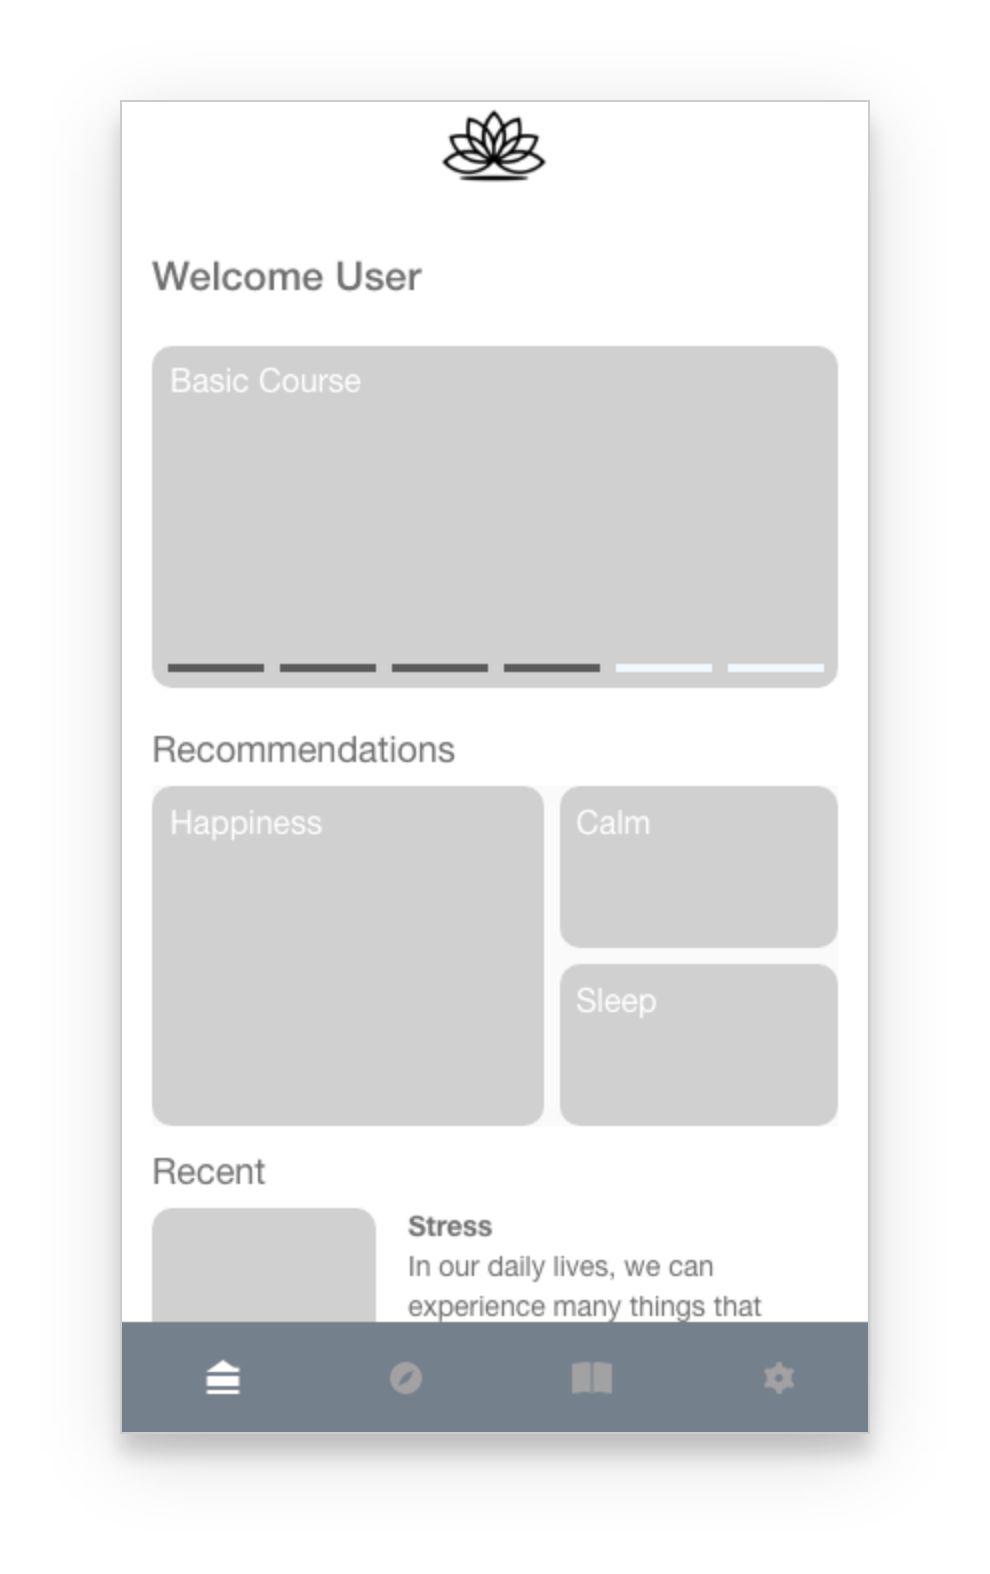 Welcome User
Basic Course
Recommendations
Happiness
Calm
Sleep
Recent
Stress
In our daily lives, we can
experience many things that